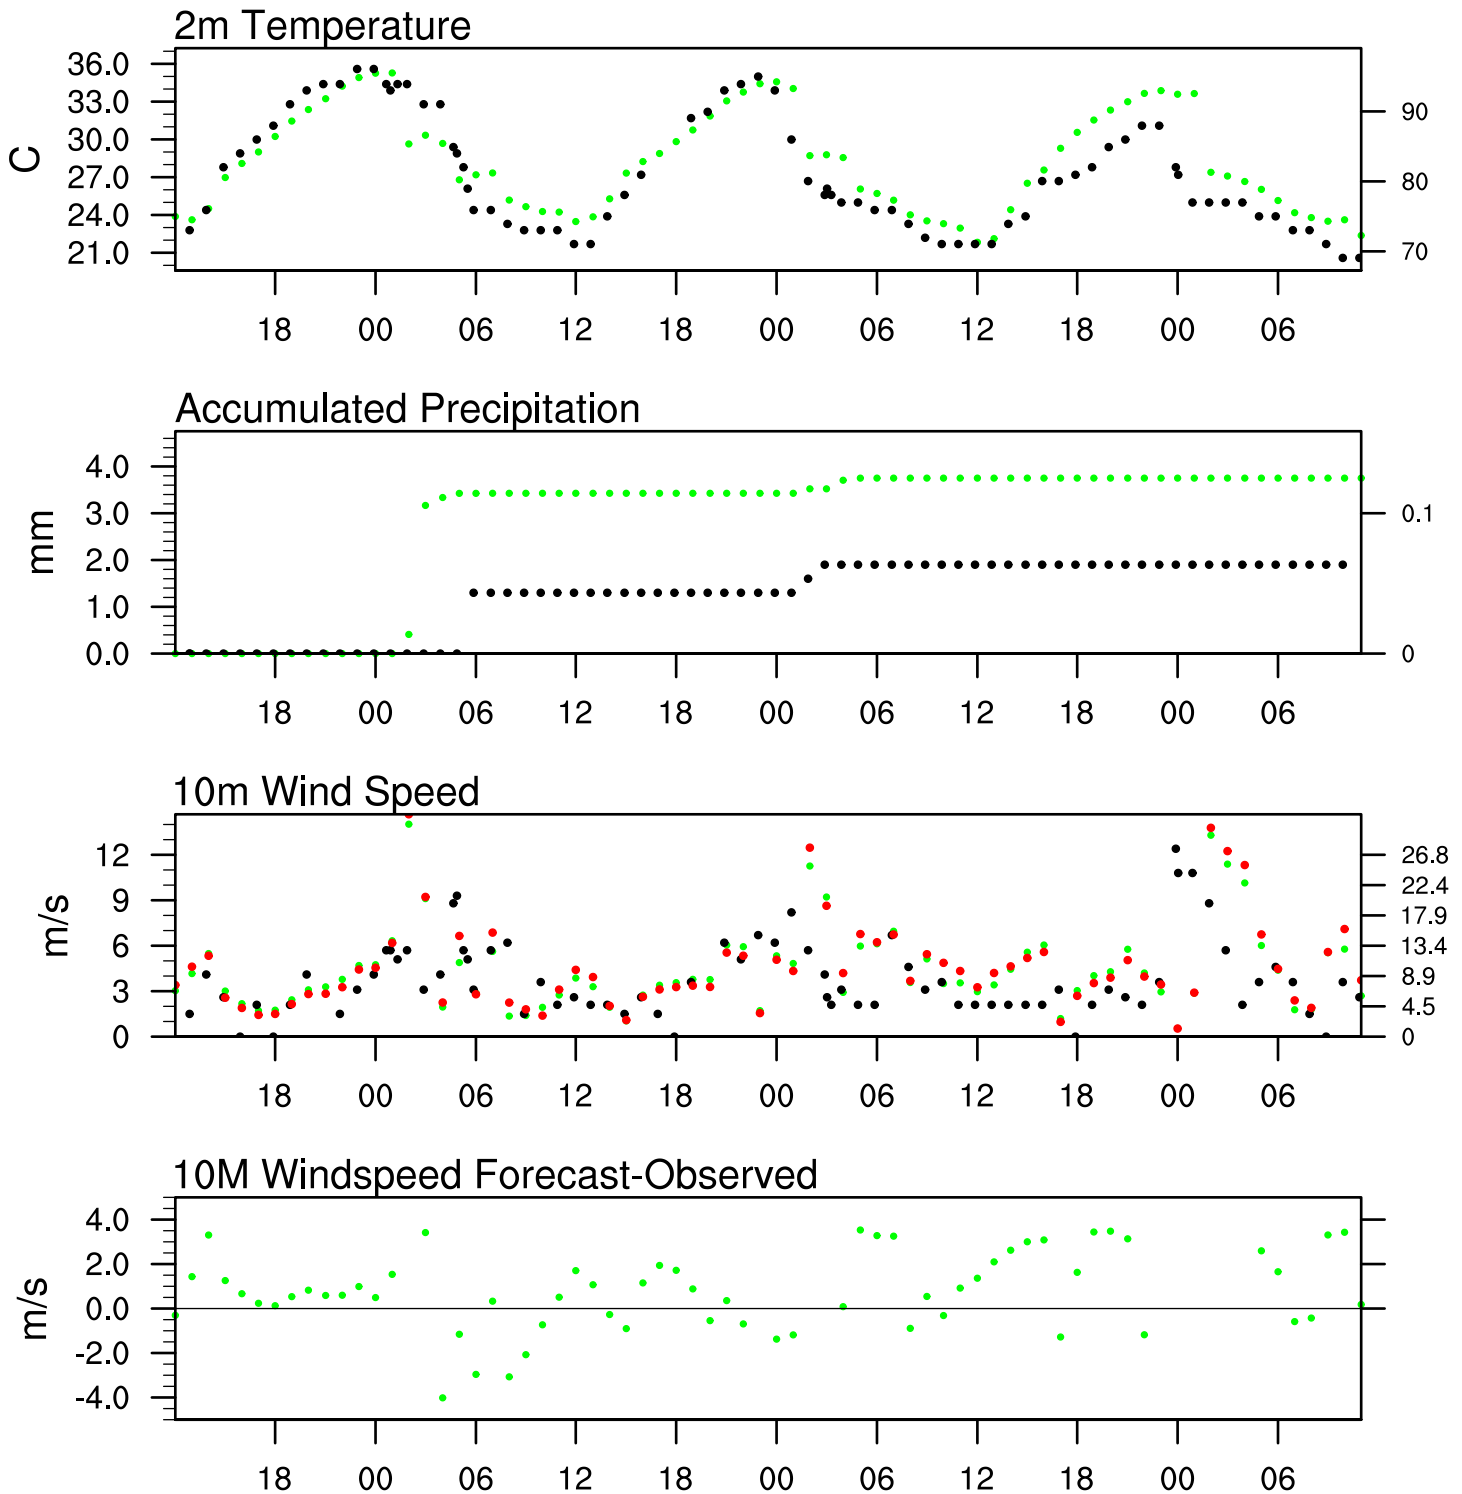 2m Temperature
36.0
33.0
30.0
27.0
24.0
21.0
C
90
80
70
18 00 06 12 18 00 06 12 18 00 06
Accumulated Precipitation
4.0
3.0
2.0
1.0
0.0
mm
0.1
0
18 00 06 12 18 00 06 12 18 00 06
10m Wind Speed
12
9
6
3
0
m/s
26.8
22.4
17.9
13.4
8.9
4.5
0
18 00 06 12 18 00 06 12 18 00 06
10M Windspeed Forecast-Observed
4.0
2.0
0.0
-2.0
-4.0
m/s
18 00 06 12 18 00 06 12 18 00 06